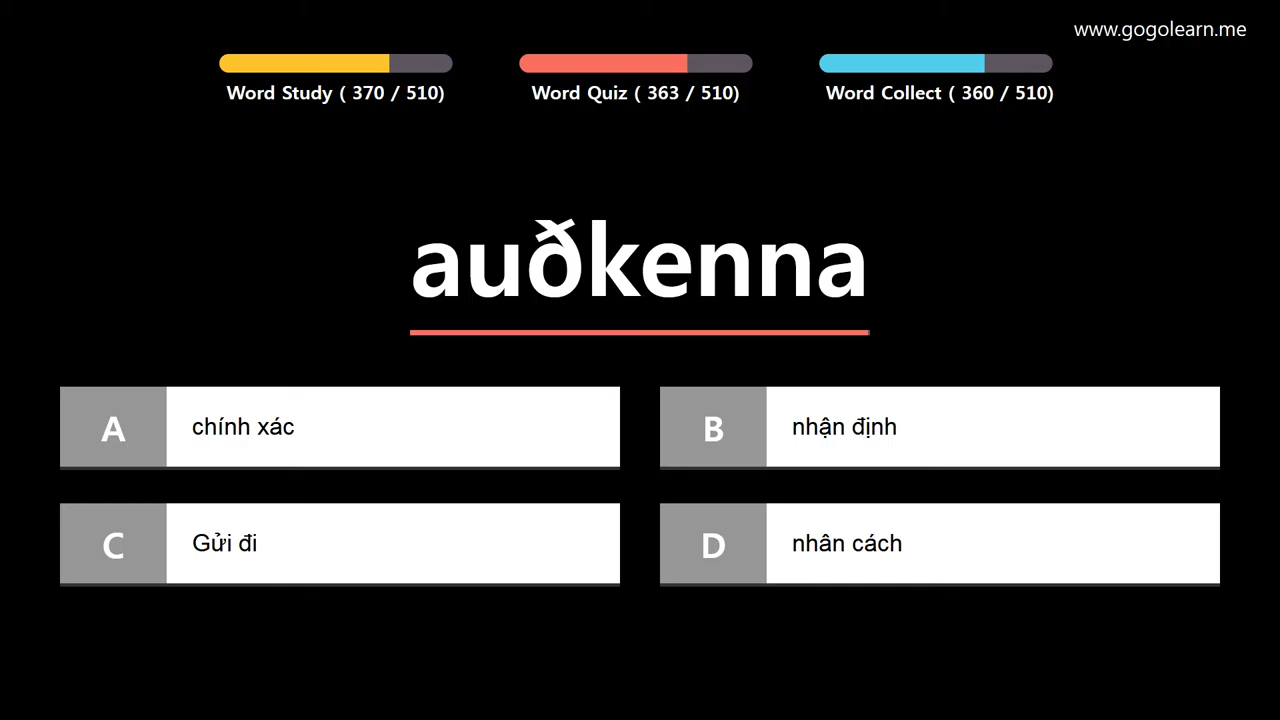 www.gogolearn.me
Word Study ( 370 / 510)
Word Quiz ( 363 / 510)
Word Collect ( 360 / 510)
auðkenna
A chính xác
B nhận định
C Gửi đi
D nhân cách